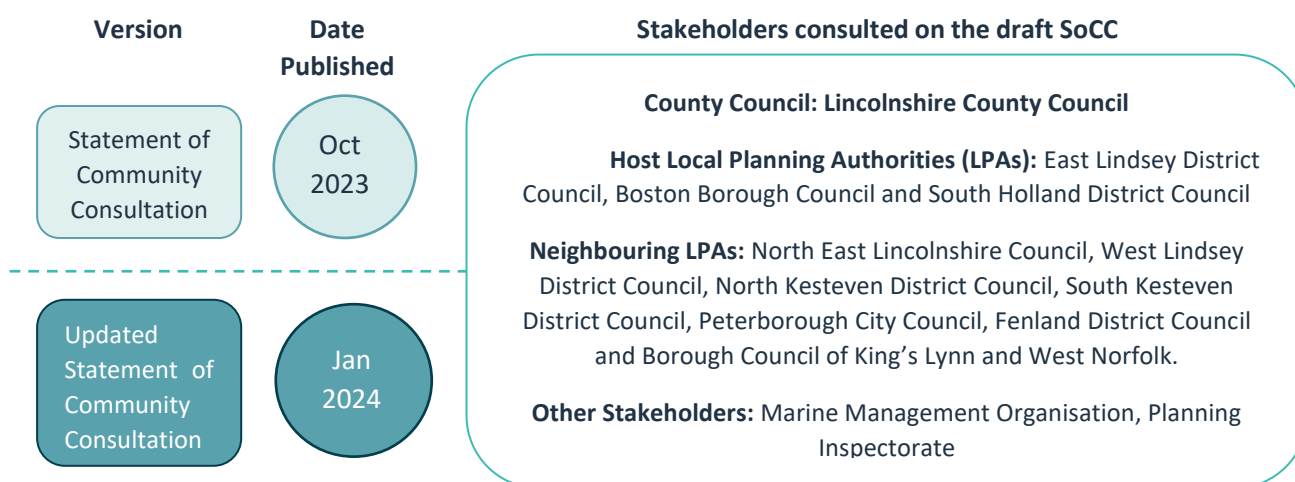 Version
Date
Published
Stakeholders consulted on the draft SoCC
Statement of
Community
Consultation
Oct
2023
Updated
Statement of
Community
Consultation
Jan
2024
County Council: Lincolnshire County Council
Host Local Planning Authorities (LPAs): East Lindsey District
Council, Boston Borough Council and South Holland District Council
Neighbouring LPAs: North East Lincolnshire Council, West Lindsey
District Council, North Kesteven District Council, South Kesteven
District Council, Peterborough City Council, Fenland District Council
and Borough Council of King’s Lynn and West Norfolk.
Other Stakeholders: Marine Management Organisation, Planning
Inspectorate